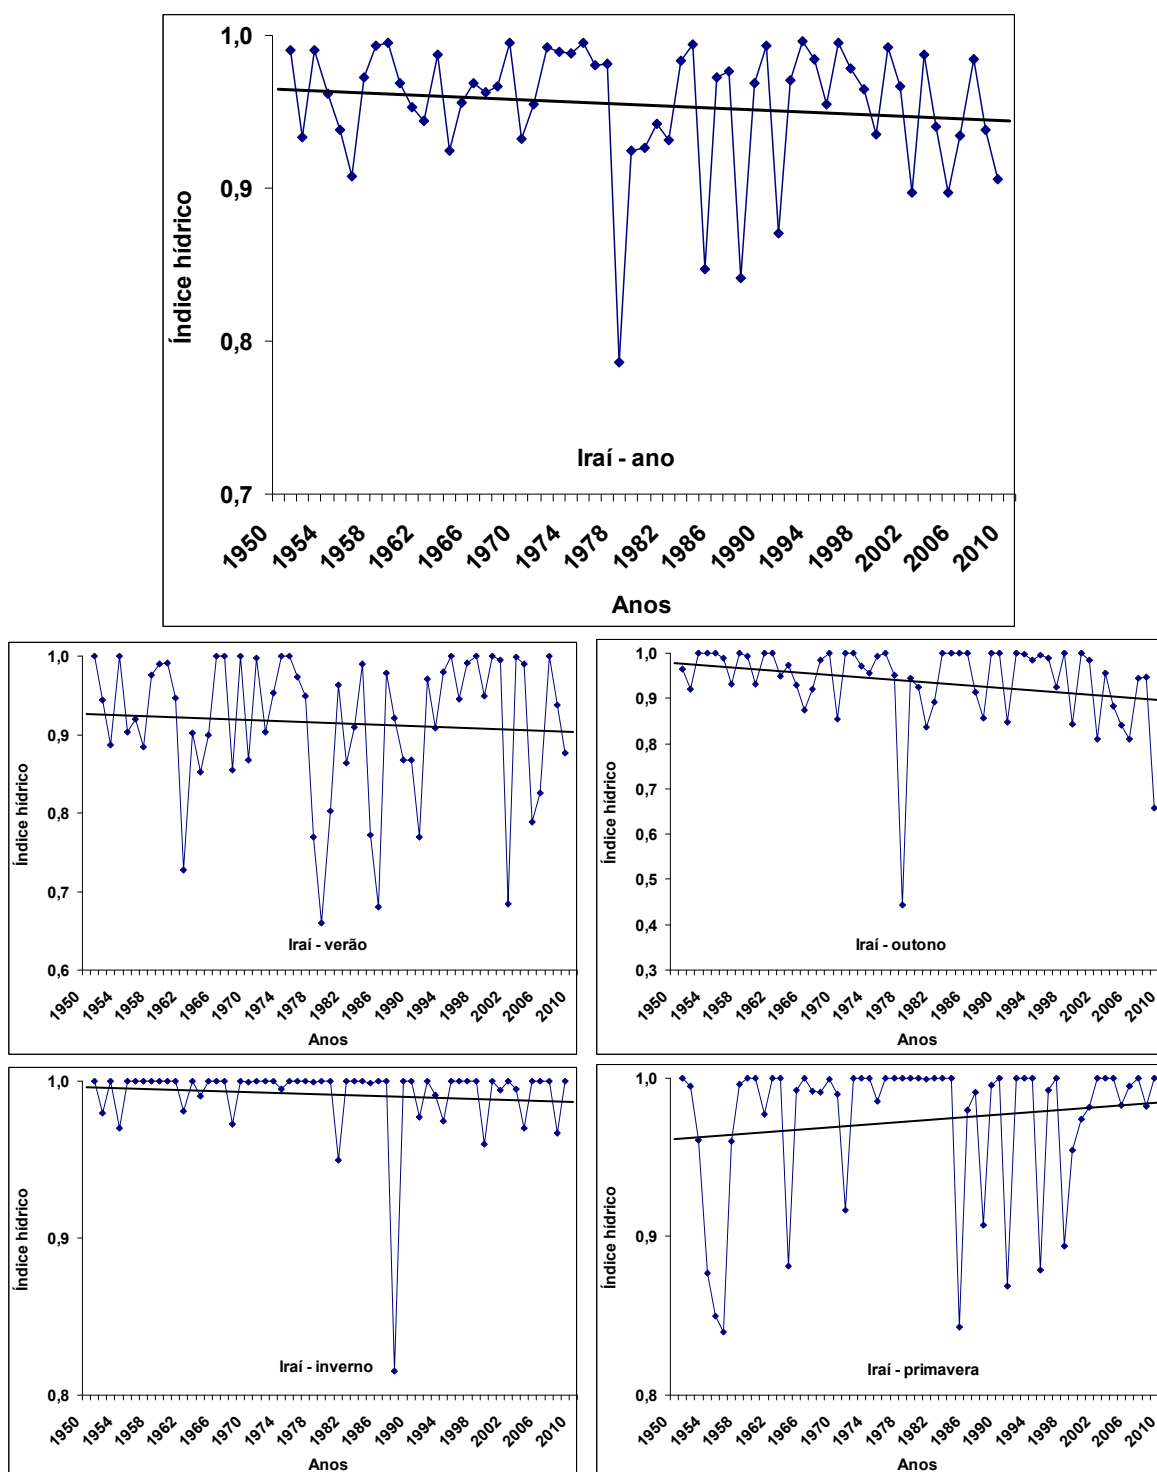 1,0
0,9
0,8
0,7
Índice hídrico
Iraí - ano
1950 1954 1958 1962 1966 1970 1974 1978 1982 1986 1990 1994 1998 2002 2006 2010
Anos
1,0
0,9
0,8
0,7
0,6
Índice hídrico
Iraí - verão
1950 1954 1958 1962 1966 1970 1974 1978 1982 1986 1990 1994 1998 2002 2006 2010
Anos
1,0
0,9
0,8
0,7
0,6
0,5
0,4
0,3
Índice hídrico
Iraí - outono
1950 1954 1958 1962 1966 1970 1974 1978 1982 1986 1990 1994 1998 2002 2006 2010
Anos
1,0
0,9
0,8
Índice hídrico
Iraí - inverno
1950 1954 1958 1962 1966 1970 1974 1978 1982 1986 1990 1994 1998 2002 2006 2010
Anos
1,0
0,9
0,8
Índice hídrico
Iraí - primavera
1950 1954 1958 1962 1966 1970 1974 1978 1982 1986 1990 1994 1998 2002 2006 2010
Anos